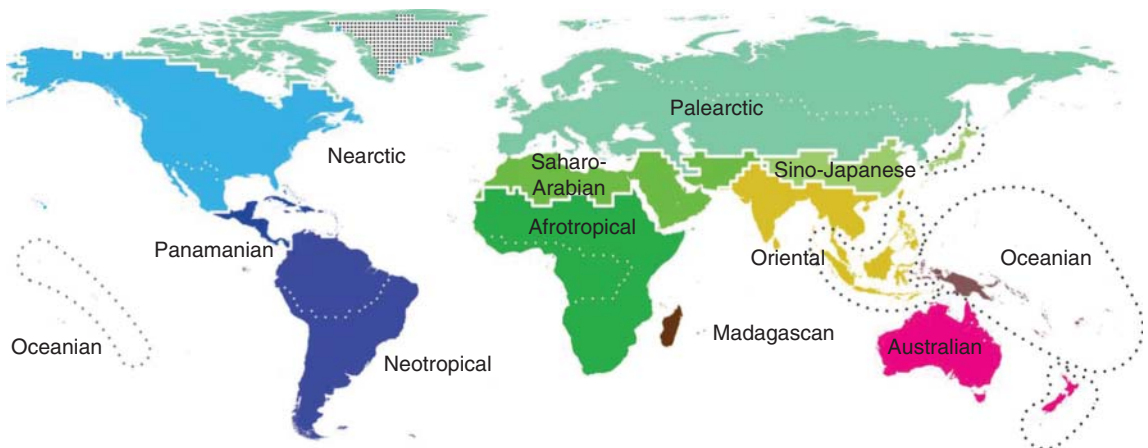 Palearctic
Nearctic
Saharo-
Arabian
Sino-Japanese
Afrotropical
Panamanian
Oriental
Oceanian
Oceanian
Madagascan
Australian
Neotropical